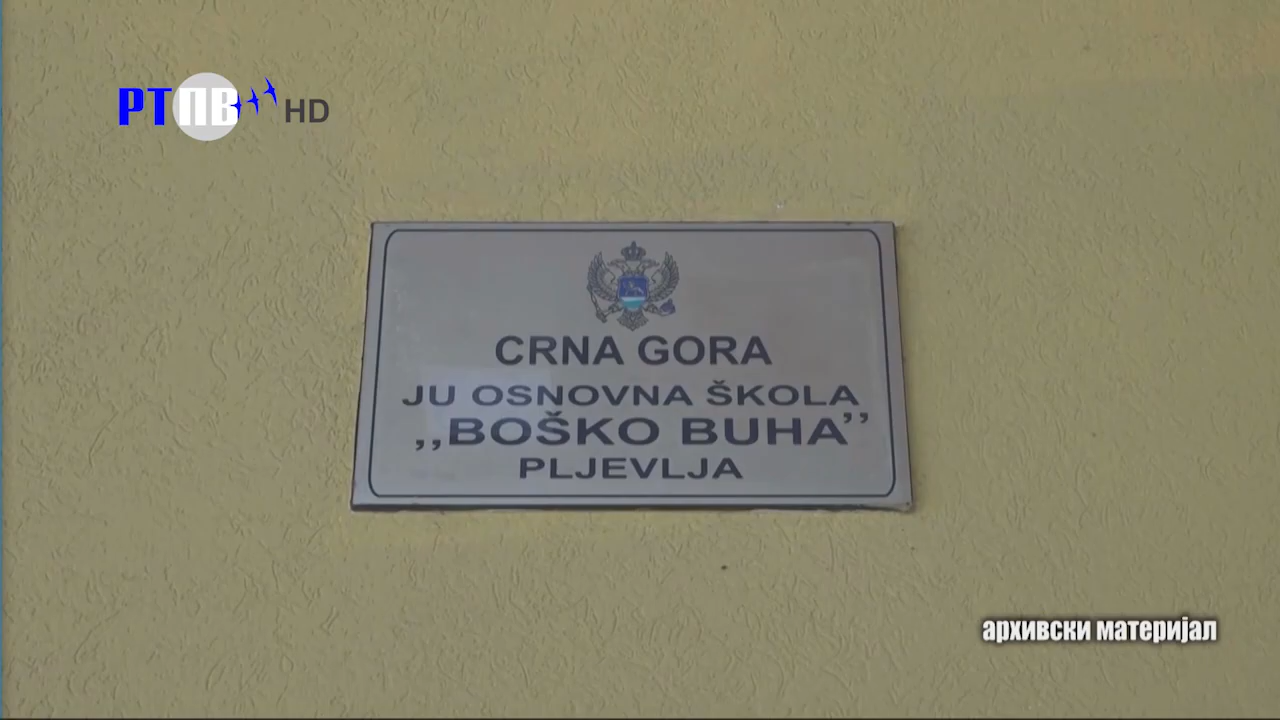 РТПВ HD
CRNA GORA
JU OSNOVNA ŠKOLA
,,BOŠKO BUHA’’
PLJEVLJA
архивски материјал